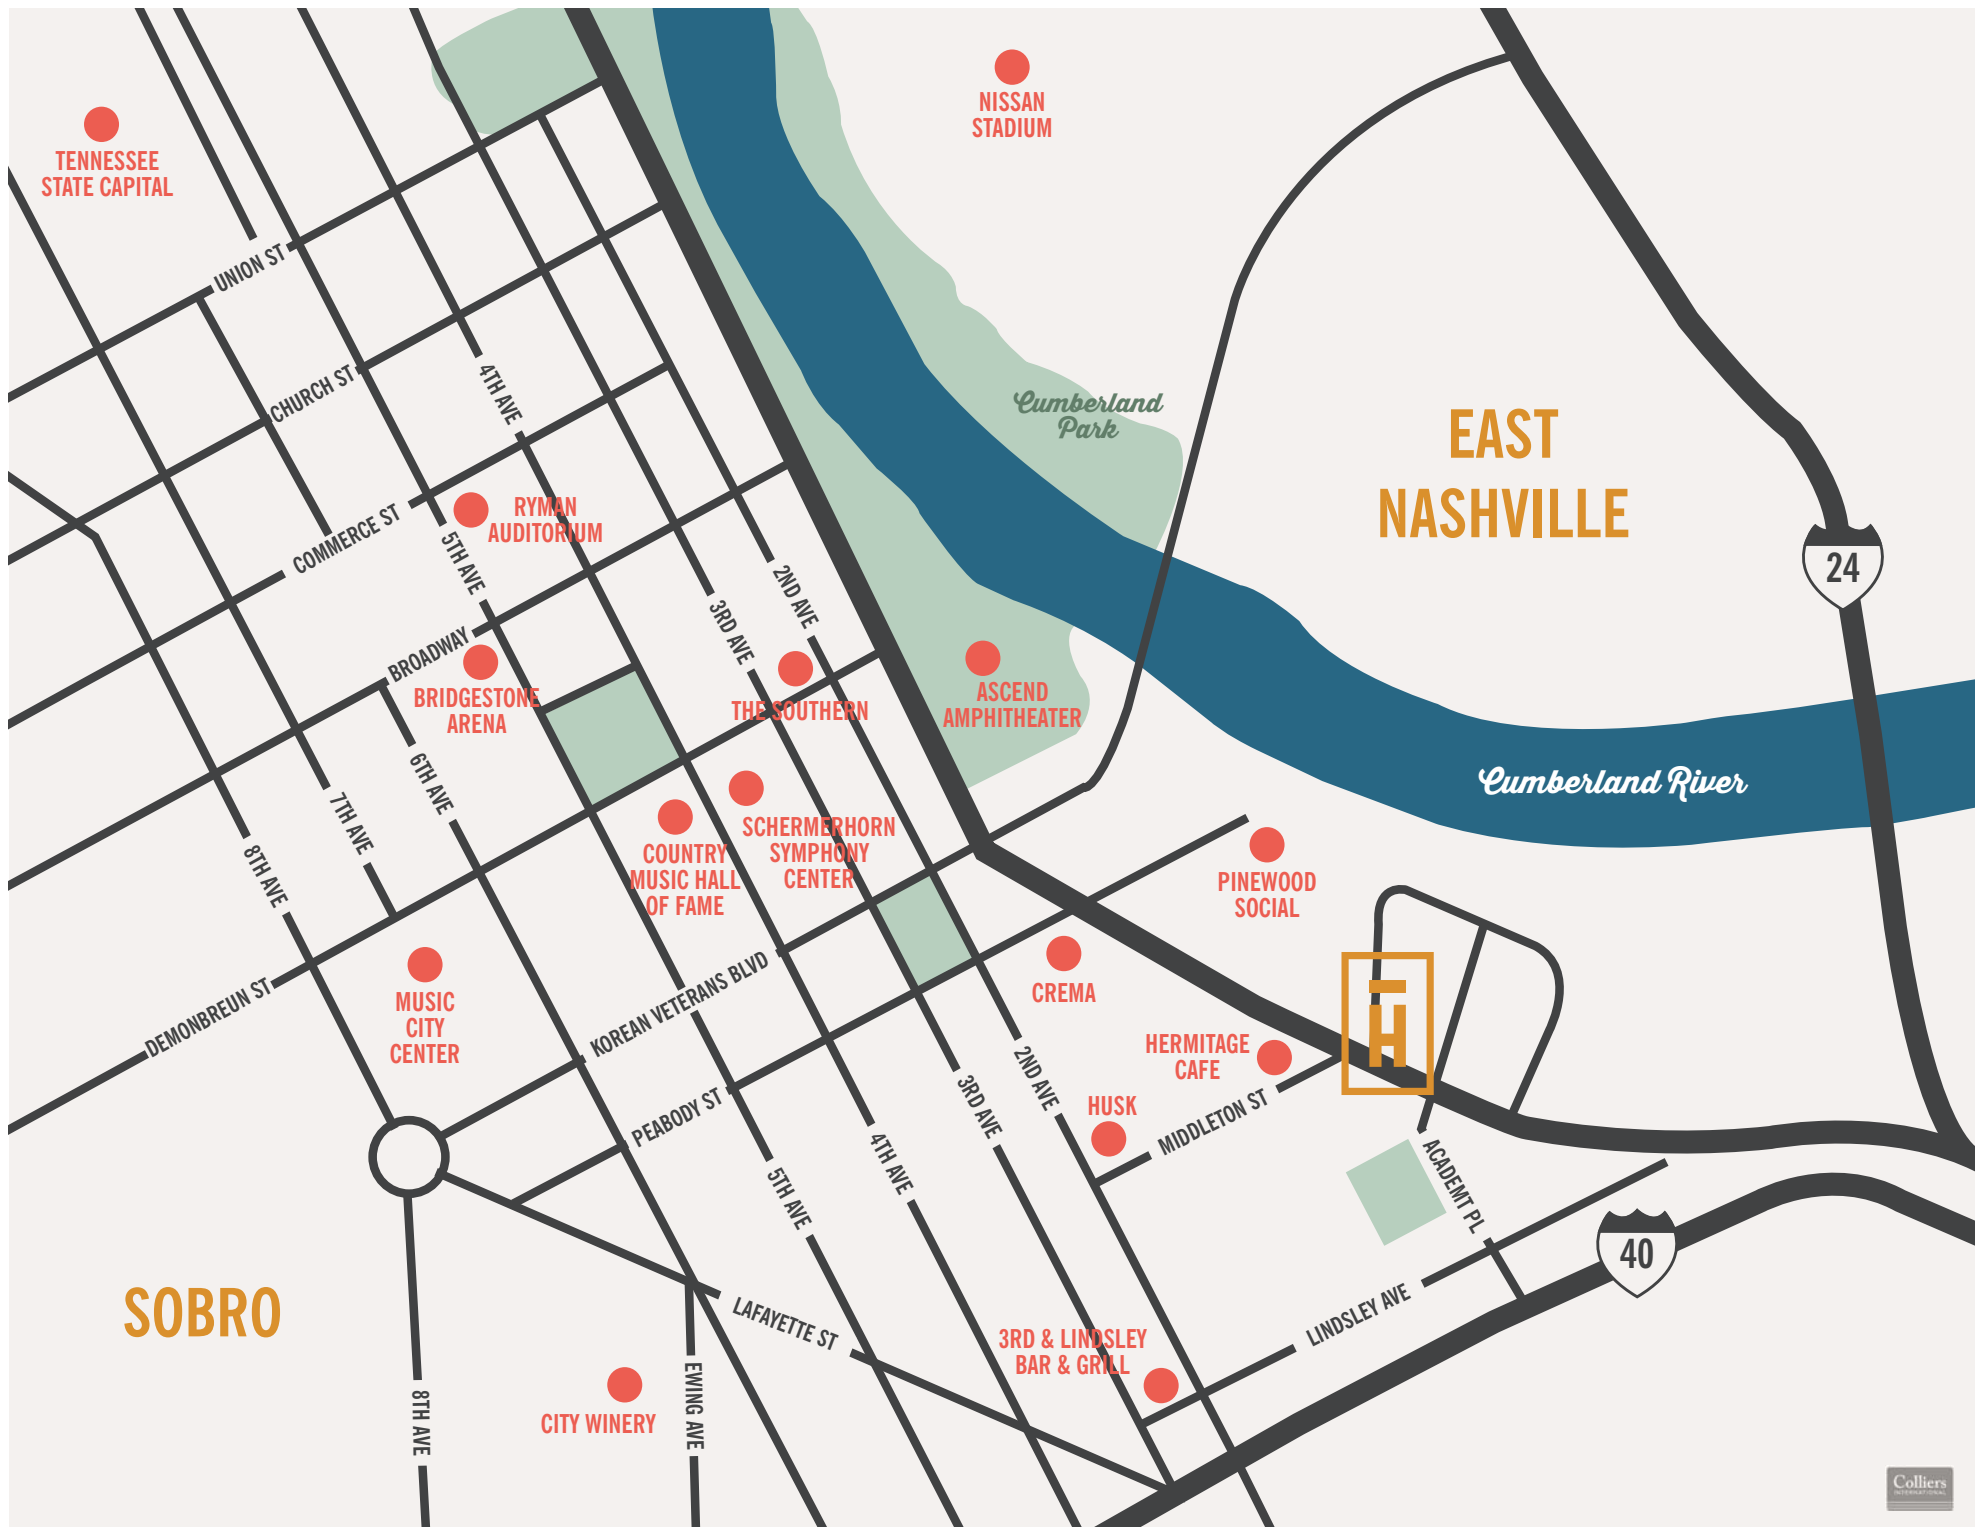 NISSAN
STADIUM
TENNESSEE
STATE CAPITAL
UNION ST
CHURCH ST
4TH AVE
Cumberland
Park
EAST
NASHVILLE
24
COMMERCE ST
RYMAN
AUDITORIUM
5TH AVE
2ND AVE
3RD AVE
BROADWAY
BRIDGESTONE
ARENA
THE SOUTHERN
ASCEND
AMPHITHEATER
6TH AVE
7TH AVE
8TH AVE
Cumberland River
SCHERMERHORN
SYMPHONY
CENTER
COUNTRY
MUSIC HALL
OF FAME
PINEWOOD
SOCIAL
DEMONBREUN ST
MUSIC
CITY
CENTER
KOREAN VETERANS BLVD
CREMA
H
HERMITAGE
CAFE
PEABODY ST
3RD AVE
2ND AVE
HUSK
MIDDLETON ST
4TH AVE
5TH AVE
ACADEMT PL
40
SOBRO
LAFAYETTE ST
LINDSLEY AVE
3RD & LINDSLEY
BAR & GRILL
8TH AVE
CITY WINERY
EWING AVE
Colliers
INTERNATIONAL